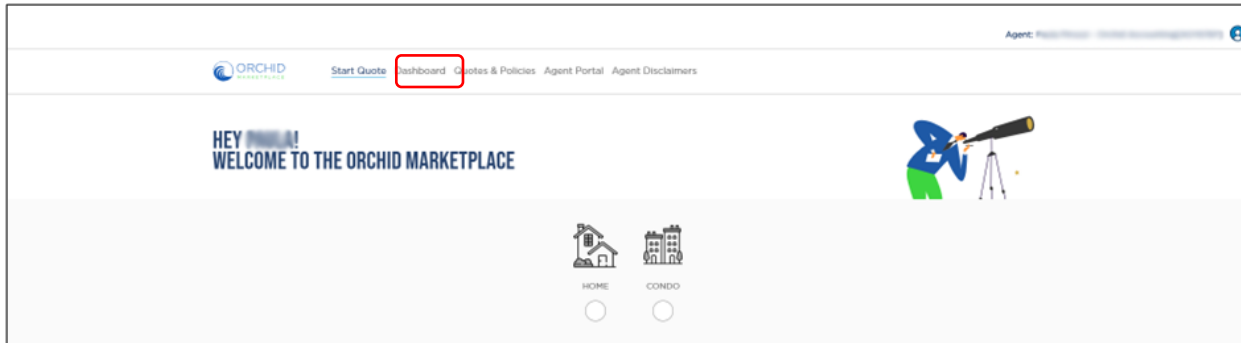 Agent:
ORCHID
MARKETPLACE
Start Quote Dashboard Quotes & Policies Agent Portal Agent Disclaimers
HEY !
WELCOME TO THE ORCHID MARKETPLACE
HOME CONDO